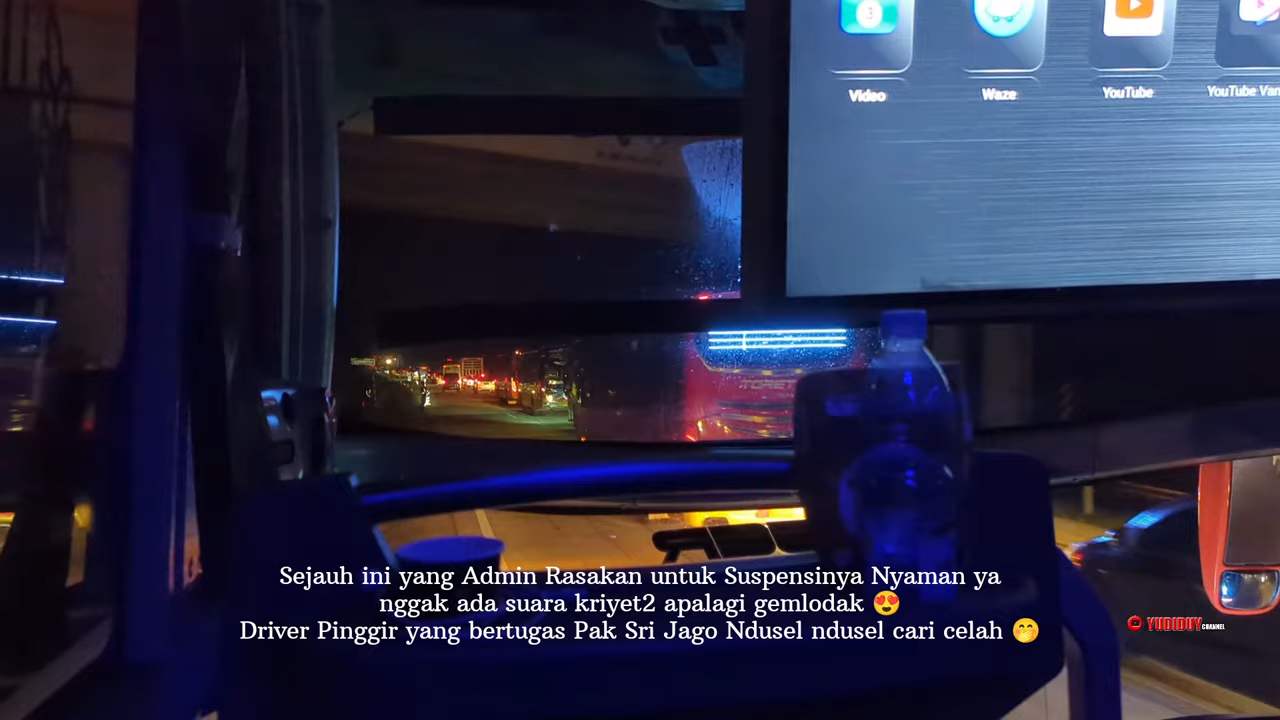 Video
Waze
YouTube
YouTube Van
Sejauh ini yang Admin Rasakan untuk Suspensinya Nyaman ya
nggak ada suara kriyet2 apalagi gemlodak 😍
Driver Pinggir yang bertugas Pak Sri Jago Ndusel ndusel cari celah 🤭
YUDIDUY CHANNEL